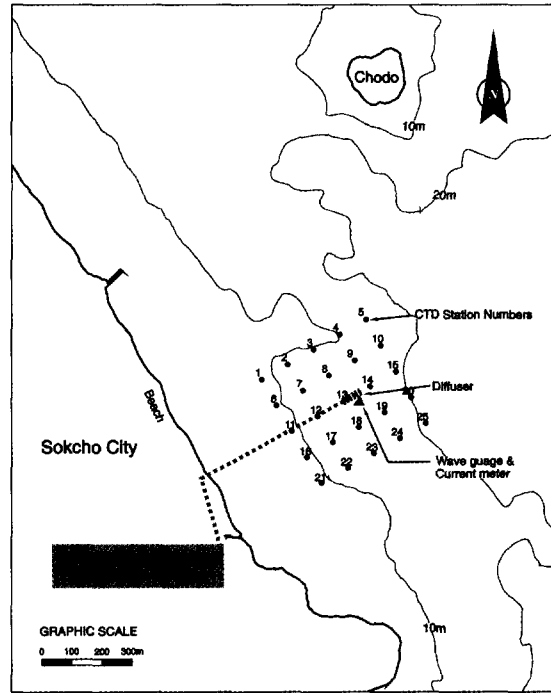 Chodo
N
10m
20m
5
CTD Station Numbers
4
10
3
9
2
8
15
1
7
14
Diffuser
6
13
20
12
19
25
11
18
24
17
Wave guage &
Current meter
16
23
22
21
Beach
Sokcho City
GRAPHIC SCALE
0 100 200 300m
10m